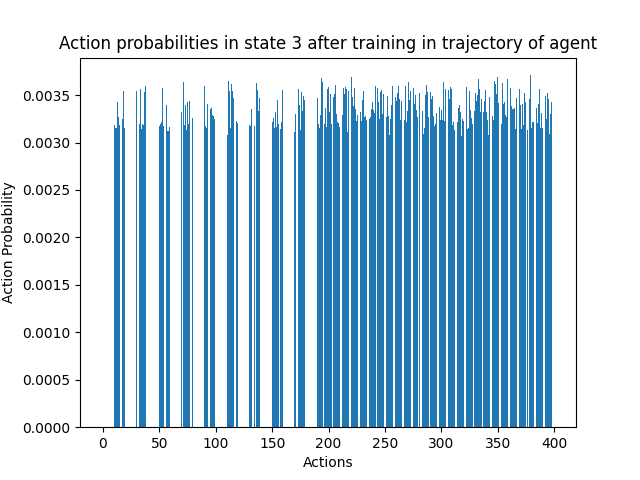 Action probabilities in state 3 after training in trajectory of agent
0.0035
0.0030
0.0025
0.0020
0.0015
0.0010
0.0005
0.0000
Action Probability
0 50 100 150 200 250 300 350 400
Actions